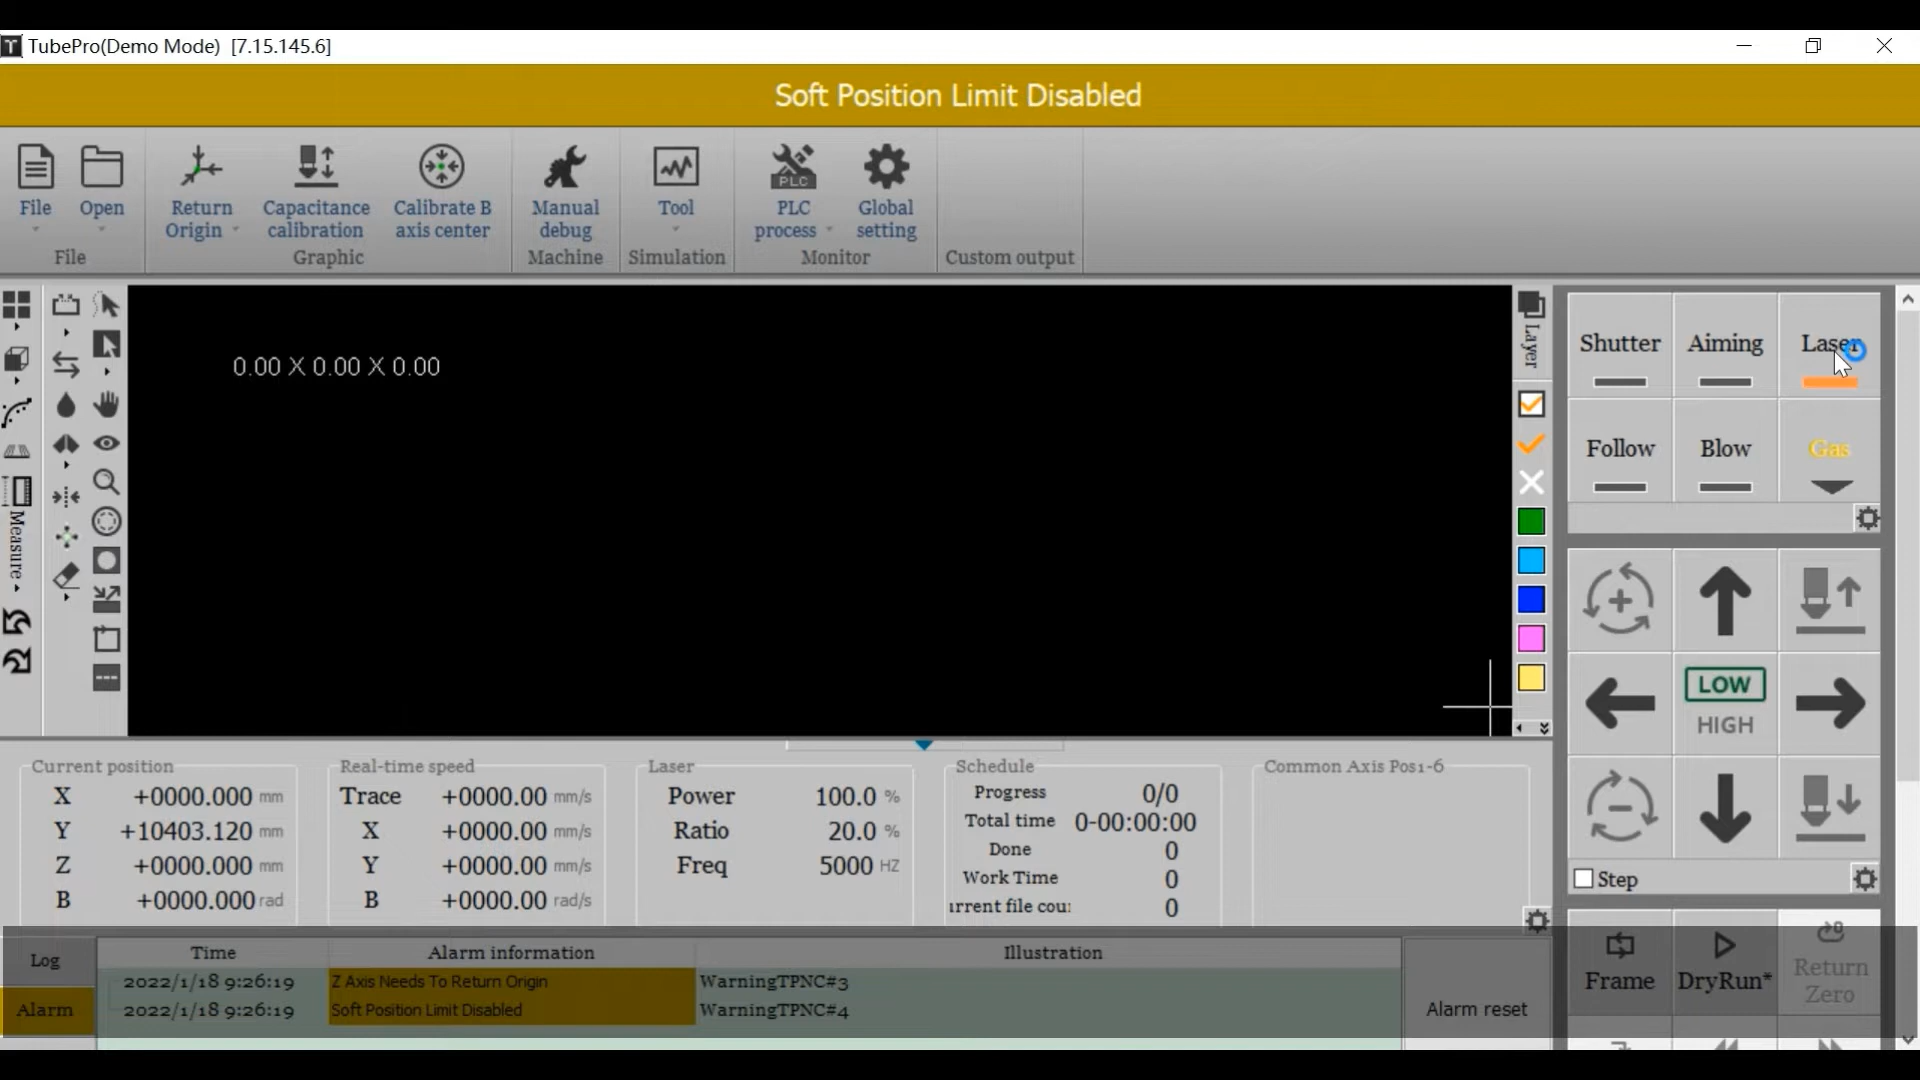 TubePro(Demo Mode) [7.15.145.6]
Soft Position Limit Disabled
File
Open
Return Origin
Capacitance calibration
Calibrate B axis center
Manual debug
Tool
PLC
PLC process
Global setting
File
Graphic
Machine
Simulation
Monitor
Custom output
0.00 X 0.00 X 0.00
Measure
Layer
Shutter
Aiming
Laser
Follow
Blow
Gas
LOW
HIGH
Step
Current position
X +0000.000 mm
Y +10403.120 mm
Z +0000.000 mm
B +0000.000 rad
Real-time speed
Trace +0000.00 mm/s
X +0000.00 mm/s
Y +0000.00 mm/s
B +0000.00 rad/s
Laser
Power 100.0 %
Ratio 20.0 %
Freq 5000 HZ
Schedule
Progress 0/0
Total time 0-00:00:00
Done 0
Work Time 0
irrent file cou 0
Common Axis Pos1-6
Log
Alarm
Time Alarm information Illustration
2022/1/18 9:26:19 Z Axis Needs To Return Origin WarningTPNC#3
2022/1/18 9:26:19 Soft Position Limit Disabled WarningTPNC#4
Alarm reset
Frame
DryRun*
Return Zero